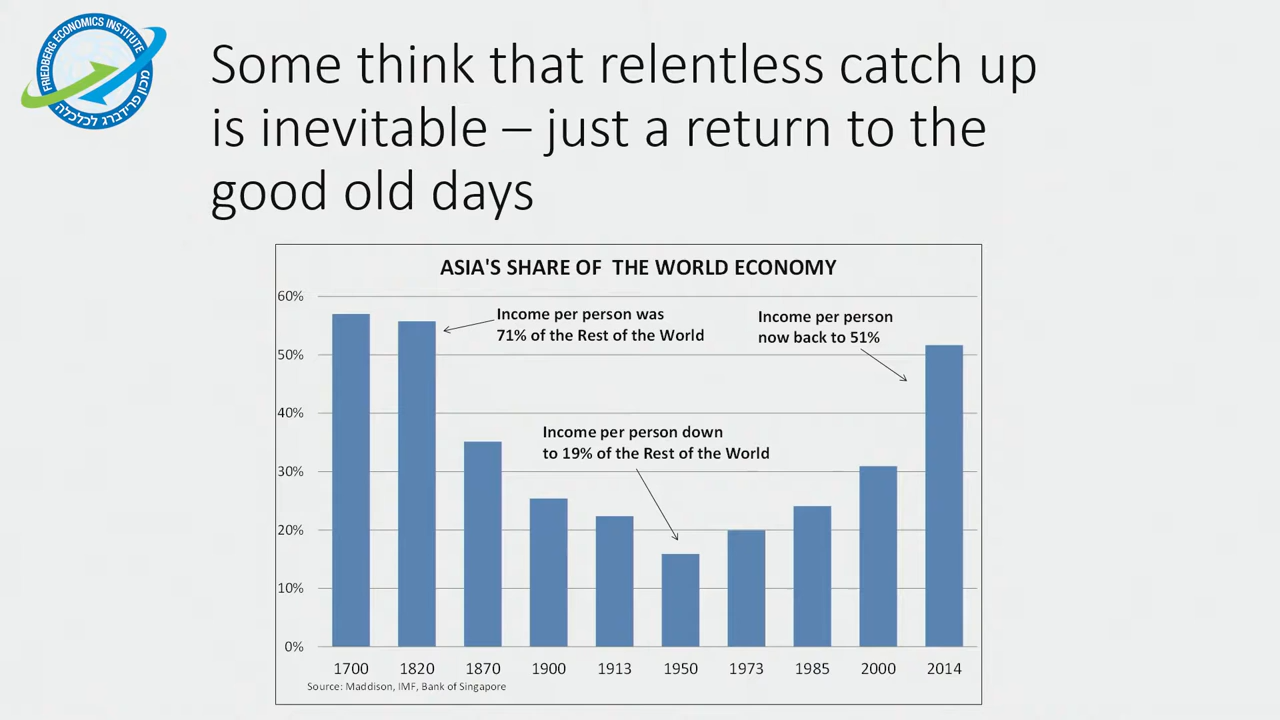 FRIEDBERG ECONOMICS INSTITUTE
מכון פרידברג לכלכלה
Some think that relentless catch up
is inevitable – just a return to the
good old days
ASIA'S SHARE OF THE WORLD ECONOMY
60%
50%
40%
30%
20%
10%
0%
Income per person was
71% of the Rest of the World
Income per person
now back to 51%
Income per person down
to 19% of the Rest of the World
1700 1820 1870 1900 1913 1950 1973 1985 2000 2014
Source: Maddison, IMF, Bank of Singapore